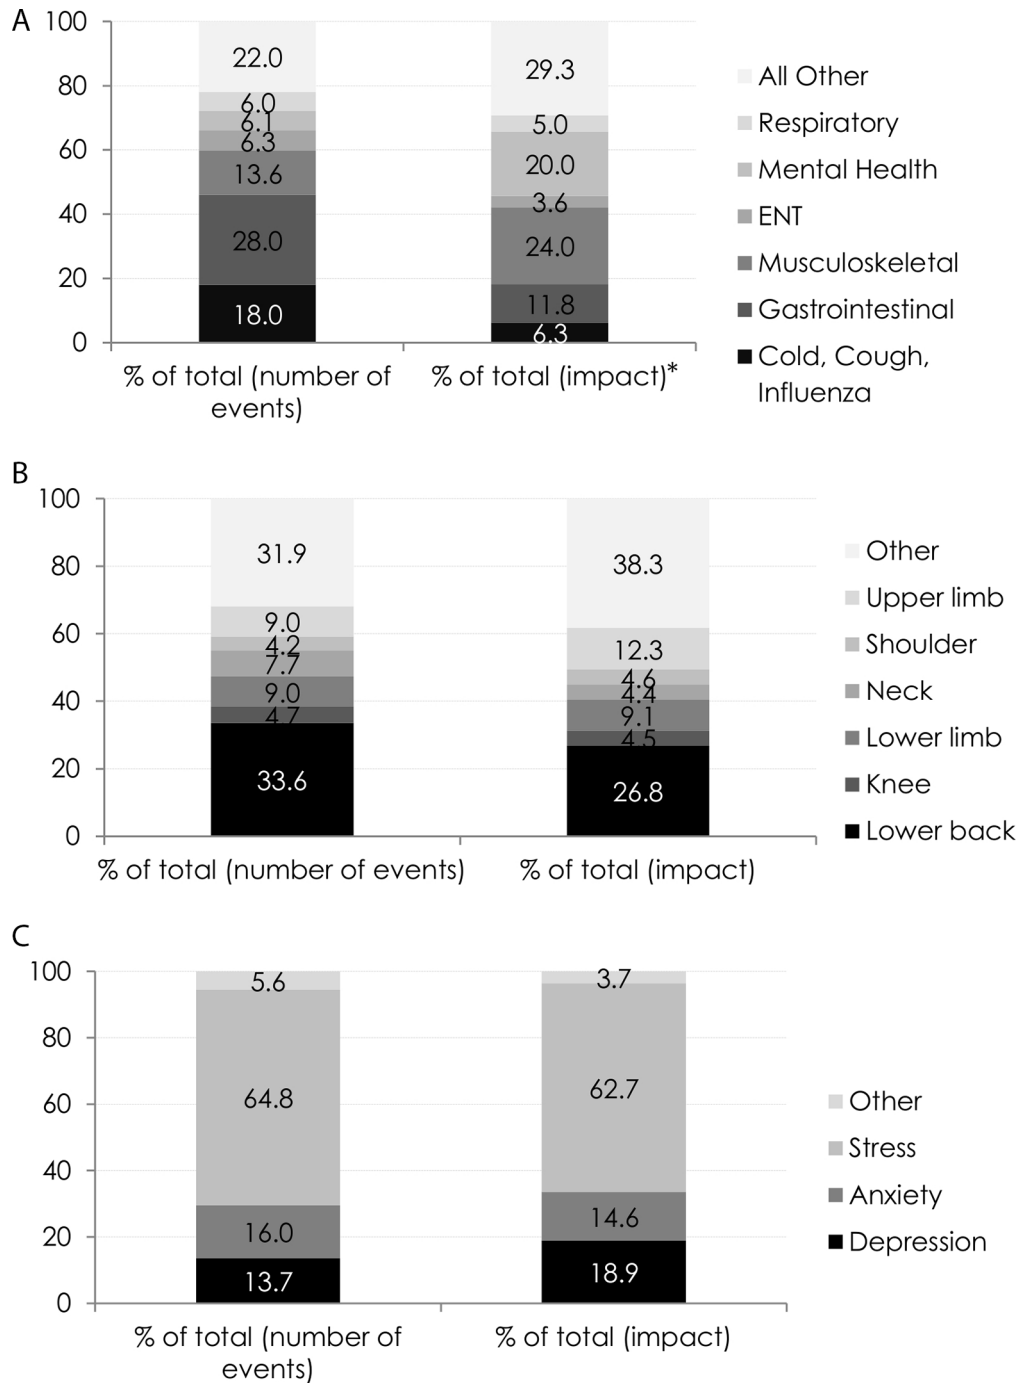 A
100
80
60
40
20
0
22.0
6.0
6.1
6.3
13.6
28.0
18.0
29.3
5.0
20.0
3.6
24.0
11.8
6.3
% of total (number of
events)
% of total (impact)*
All Other
Respiratory
Mental Health
ENT
Musculoskeletal
Gastrointestinal
Cold, Cough,
Influenza
B
100
80
60
40
20
0
31.9
9.0
4.2
7.7
9.0
4.7
33.6
38.3
12.3
4.6
4.4
9.1
4.5
26.8
% of total (number of events)
% of total (impact)
Other
Upper limb
Shoulder
Neck
Lower limb
Knee
Lower back
C
100
80
60
40
20
0
5.6
64.8
16.0
13.7
3.7
62.7
14.6
18.9
% of total (number of
events)
% of total (impact)
Other
Stress
Anxiety
Depression